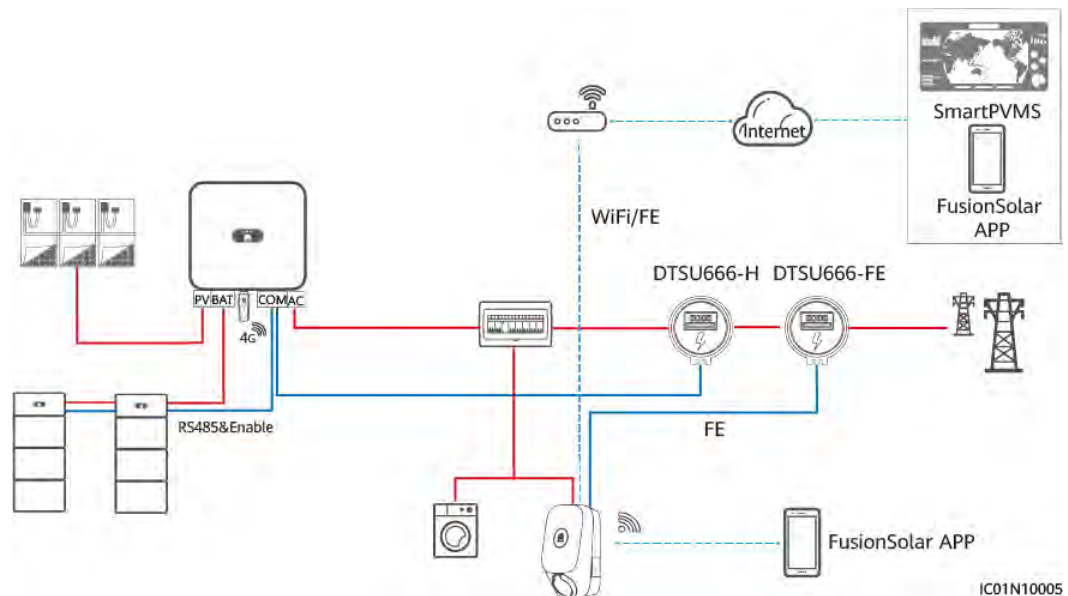 SmartPVMS
Internet
FusionSolar
APP
WiFi/FE
DTSU666-H
DTSU666-FE
PV
BAT
COM
AC
4G
RS485&Enable
FE
FusionSolar APP
IC01N10005